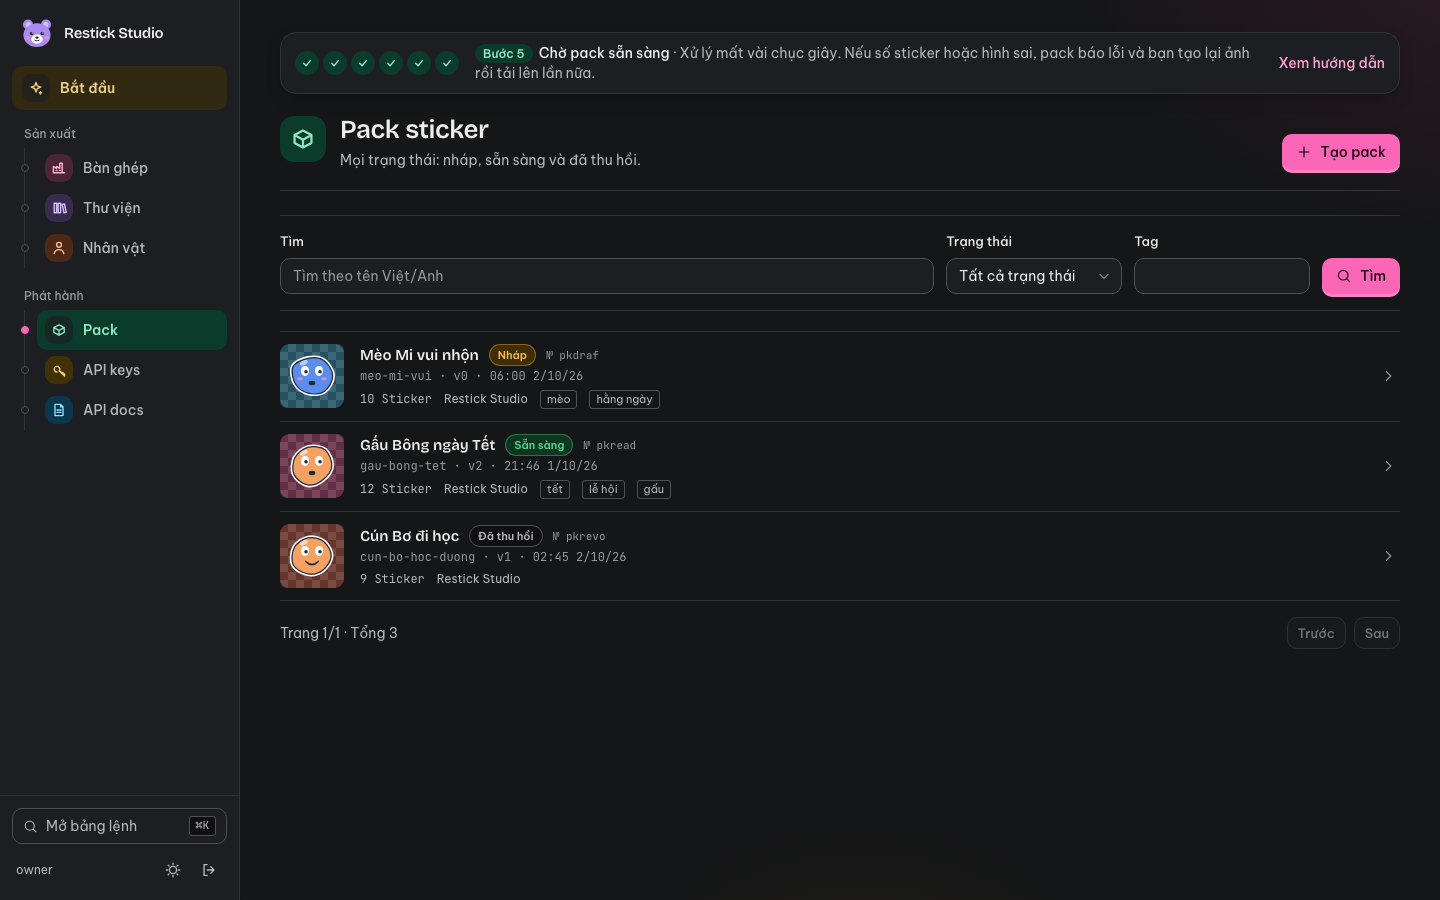 Restick Studio
Bắt đầu
Sản xuất
Bàn ghép
Thư viện
Nhân vật
Phát hành
Pack
API keys
API docs
Mở bảng lệnh
⌘K
owner
Bước 5 Chờ pack sẵn sàng · Xử lý mất vài chục giây. Nếu số sticker hoặc hình sai, pack báo lỗi và bạn tạo lại ảnh
rồi tải lên lần nữa.
Xem hướng dẫn
Pack sticker
Mọi trạng thái: nháp, sẵn sàng và đã thu hồi.
Tạo pack
Tìm
Tìm theo tên Việt/Anh
Trạng thái
Tất cả trạng thái
Tag
Tìm
Mèo Mi vui nhộn Nháp № pkdraf
meo-mi-vui · v0 · 06:00 2/10/26
10 Sticker Restick Studio mèo hằng ngày
Gấu Bông ngày Tết Sẵn sàng № pkread
gau-bong-tet · v2 · 21:46 1/10/26
12 Sticker Restick Studio tết lễ hội gấu
Cún Bơ đi học Đã thu hồi № pkrevo
cun-bo-hoc-duong · v1 · 02:45 2/10/26
9 Sticker Restick Studio
Trang 1/1 · Tổng 3
Trước
Sau